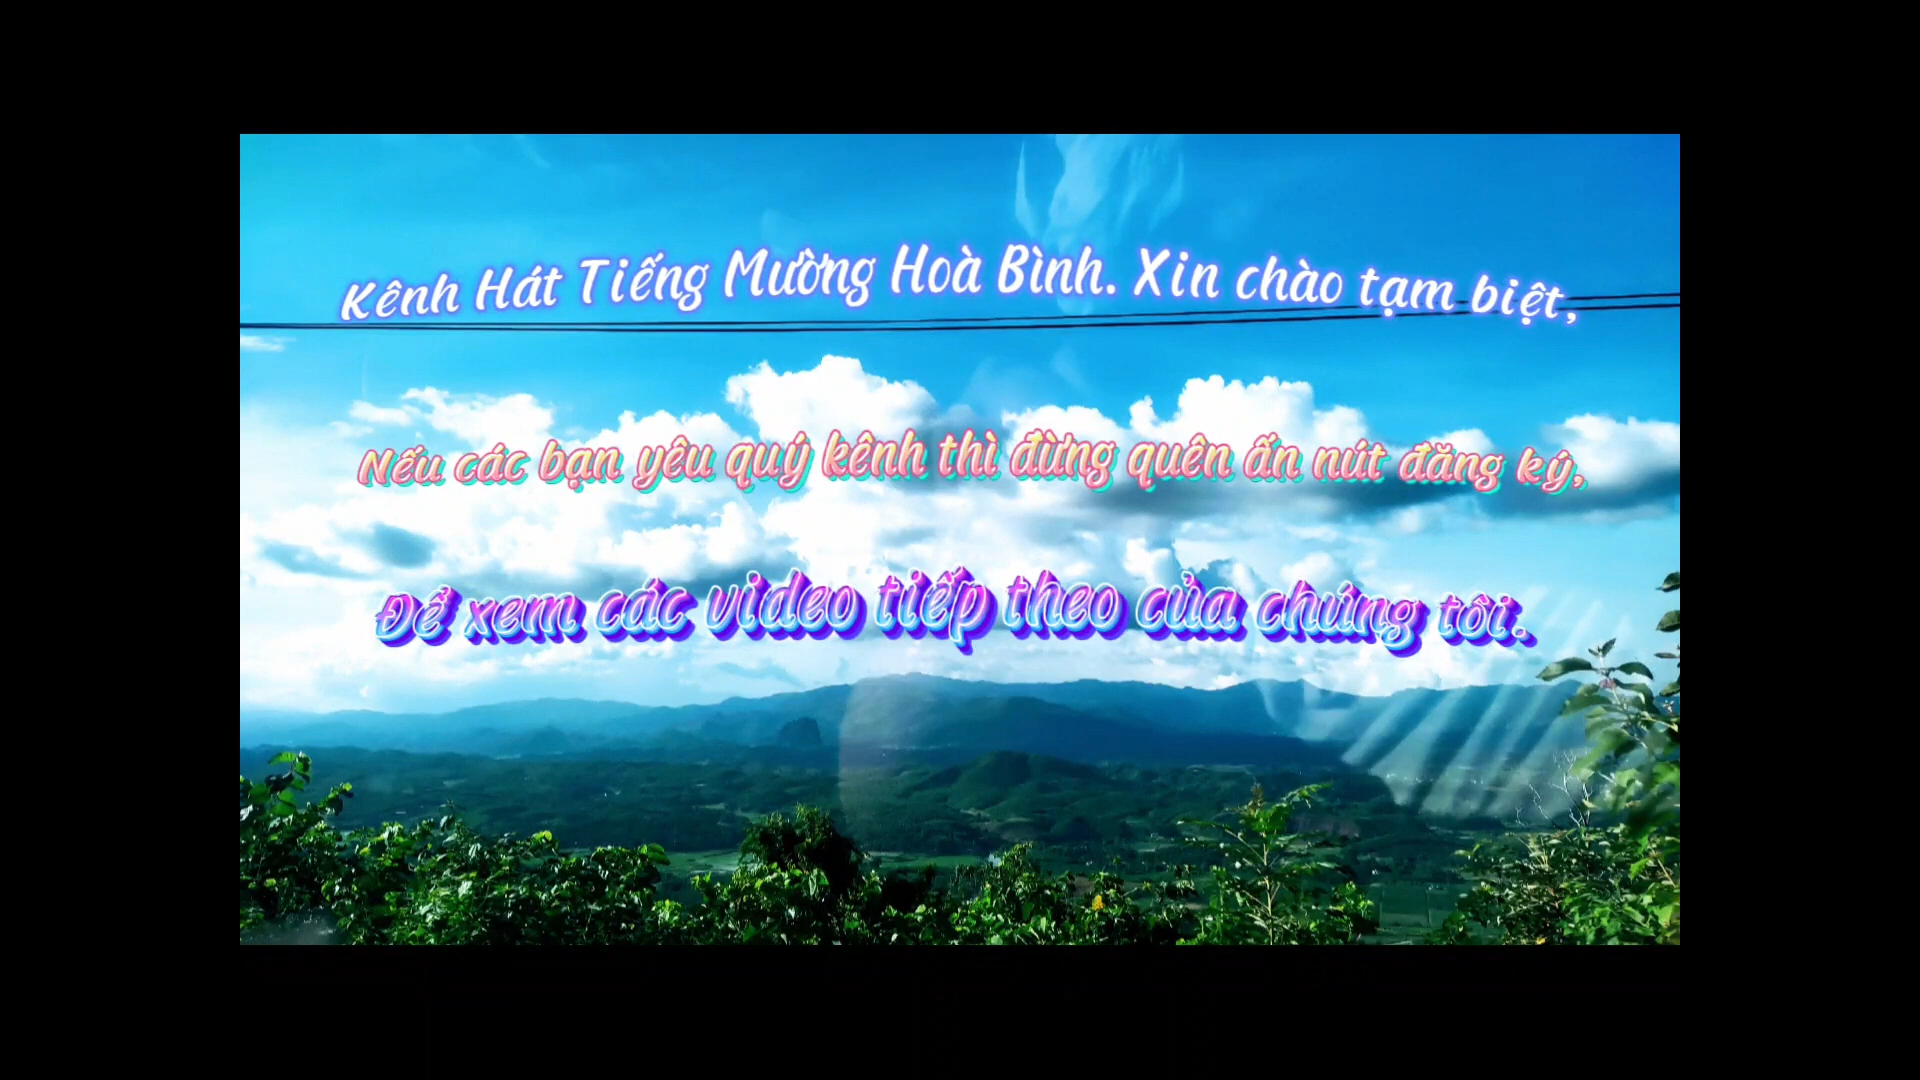 Kênh Hát Tiếng Mường Hoà Bình. Xin chào tạm biệt,
Nếu các bạn yêu quý kênh thì đừng quên ấn nút đăng ký,
Để xem các video tiếp theo của chúng tôi.